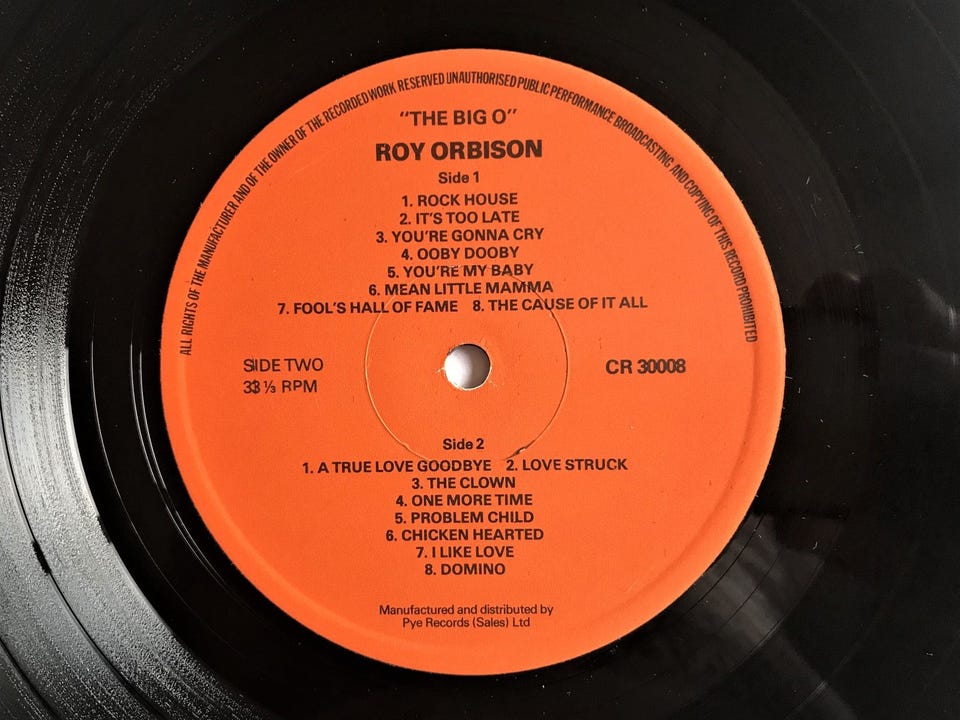 ALL RIGHTS OF THE MANUFACTURER AND OF THE OWNER OF THE RECORDED WORK RESERVED UNAUTHORISED PUBLIC PERFORMANCE BROADCASTING AND COPYING OF THIS RECORD PROHIBITED
"THE BIG O"
ROY ORBISON
Side 1
1. ROCK HOUSE
2. IT'S TOO LATE
3. YOU'RE GONNA CRY
4. OOBY DOOBY
5. YOU'RE MY BABY
6. MEAN LITTLE MAMMA
7. FOOL'S HALL OF FAME 8. THE CAUSE OF IT ALL
SIDE TWO
33 ⅓ RPM
CR 30008
Side 2
1. A TRUE LOVE GOODBYE 2. LOVE STRUCK
3. THE CLOWN
4. ONE MORE TIME
5. PROBLEM CHILD
6. CHICKEN HEARTED
7. I LIKE LOVE
8. DOMINO
Manufactured and distributed by
Pye Records (Sales) Ltd